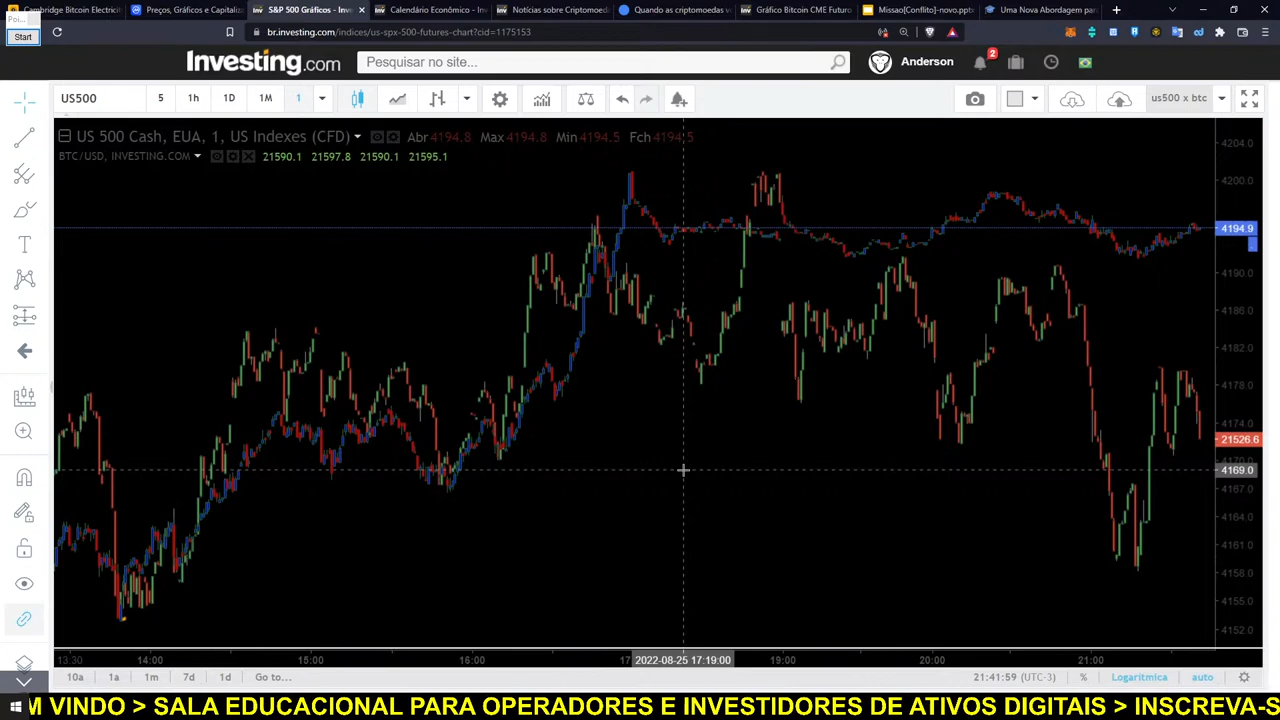 Cambridge Bitcoin Electrici
Preços, Gráficos e Capitaliz
S&P 500 Gráficos - Inve
Calendário Econômico - Inv
Notícias sobre Criptomoed
Quando as criptomoedas v
Gráfico Bitcoin CME Futuro
Missao[Conflito]-novo.pptx
Uma Nova Abordagem par
Start
br.investing.com/indices/us-spx-500-futures-chart?cid=1175153
Investing.com
Pesquisar no site...
Anderson
2
US500
5
1h
1D
1M
1
us500 x btc
US 500 Cash, EUA, 1, US Indexes (CFD)
Abr 4194.8 Max 4194.8 Min 4194.5 Fch 4194.5
BTC/USD, INVESTING.COM
21590.1 21597.8 21590.1 21595.1
4204.0
4200.0
4194.9
4190.0
4186.0
4182.0
4178.0
4174.0
21526.6
4170.0
4169.0
4167.0
4164.0
4161.0
4158.0
4155.0
4152.0
13:30
14:00
15:00
16:00
17
2022-08-25 17:19:00
19:00
20:00
21:00
10a
1a
1m
7d
1d
Go to...
21:41:59 (UTC-3)
%
Logarítmica
auto
M VINDO > SALA EDUCACIONAL PARA OPERADORES E INVESTIDORES DE ATIVOS DIGITAIS > INSCREVA-S